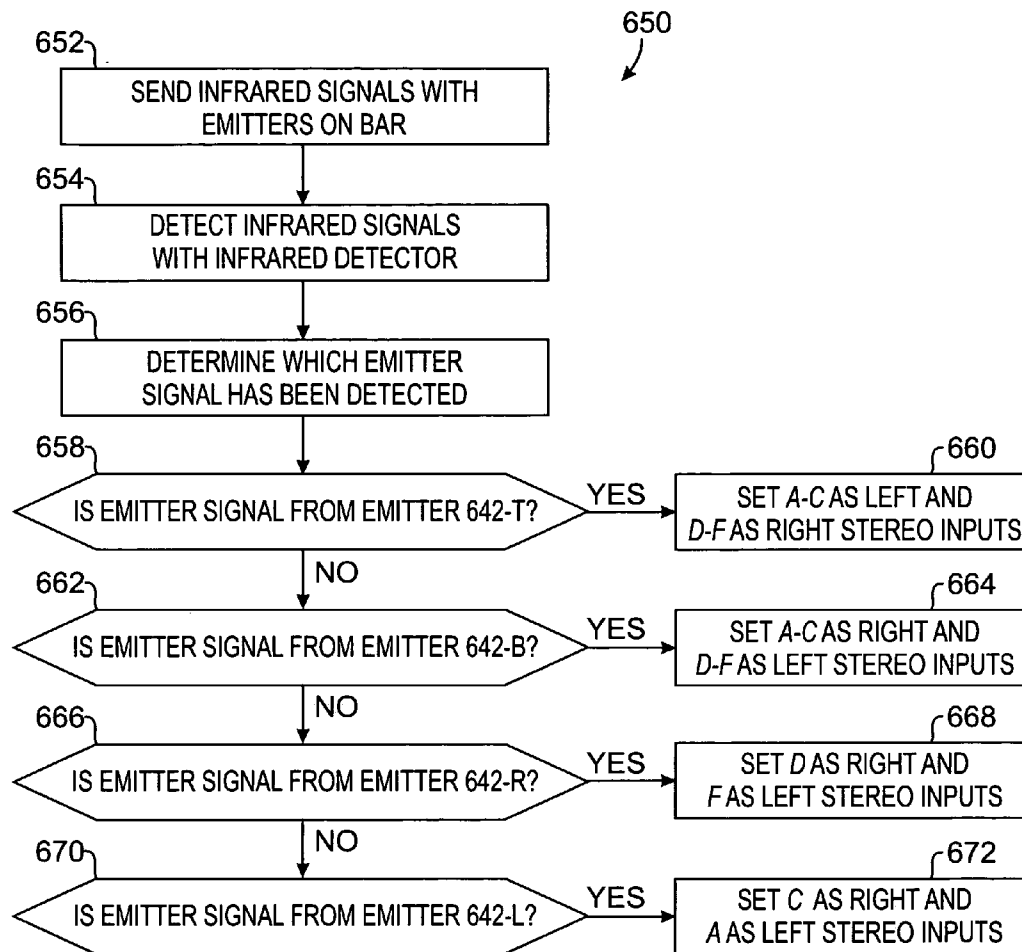 650
652
SEND INFRARED SIGNALS WITH
EMITTERS ON BAR
654
DETECT INFRARED SIGNALS
WITH INFRARED DETECTOR
656
DETERMINE WHICH EMITTER
SIGNAL HAS BEEN DETECTED
658
IS EMITTER SIGNAL FROM EMITTER 642-T?
YES
660
SET A-C AS LEFT AND
D-F AS RIGHT STEREO INPUTS
NO
662
IS EMITTER SIGNAL FROM EMITTER 642-B?
YES
664
SET A-C AS RIGHT AND
D-F AS LEFT STEREO INPUTS
NO
666
IS EMITTER SIGNAL FROM EMITTER 642-R?
YES
668
SET D AS RIGHT AND
F AS LEFT STEREO INPUTS
NO
670
IS EMITTER SIGNAL FROM EMITTER 642-L?
YES
672
SET C AS RIGHT AND
A AS LEFT STEREO INPUTS